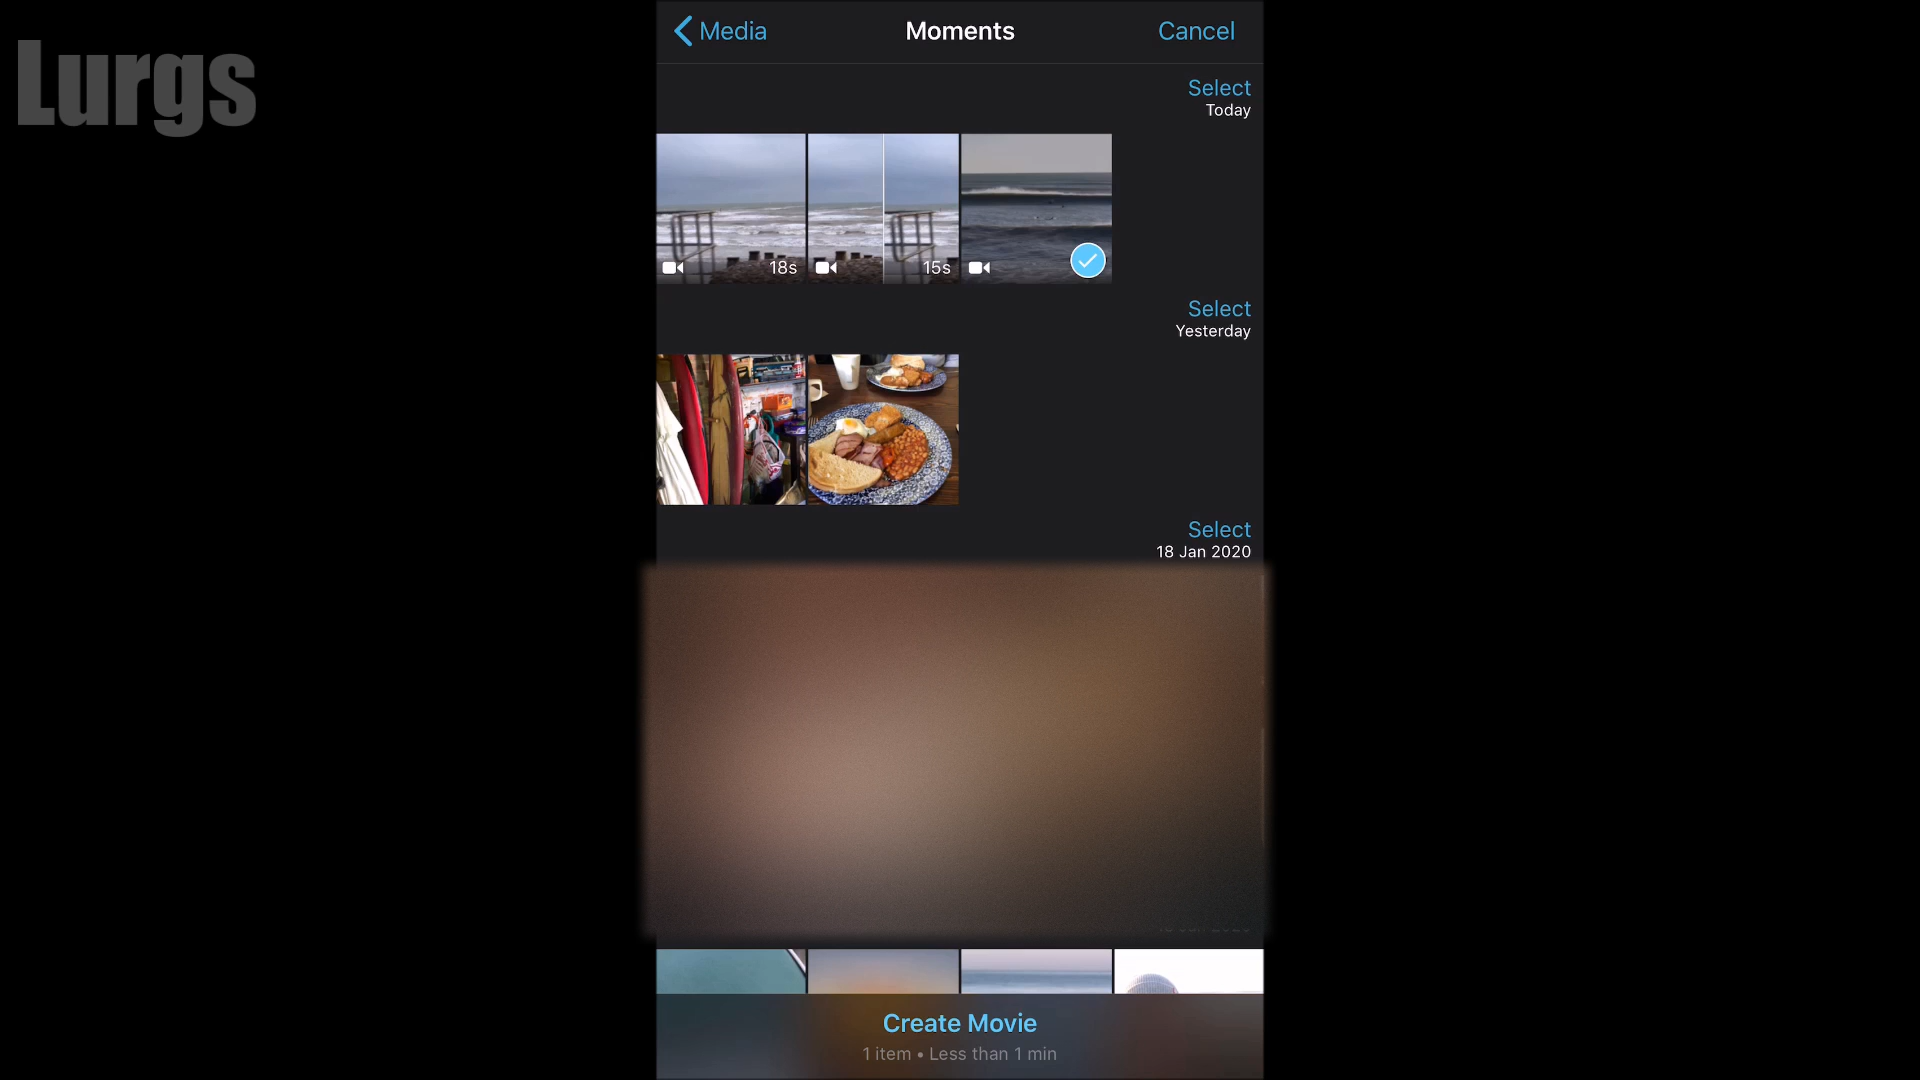 Lurgs
Media
Moments
Cancel
Select
Today
18s
15s
Select
Yesterday
Select
18 Jan 2020
Create Movie
1 item • Less than 1 min